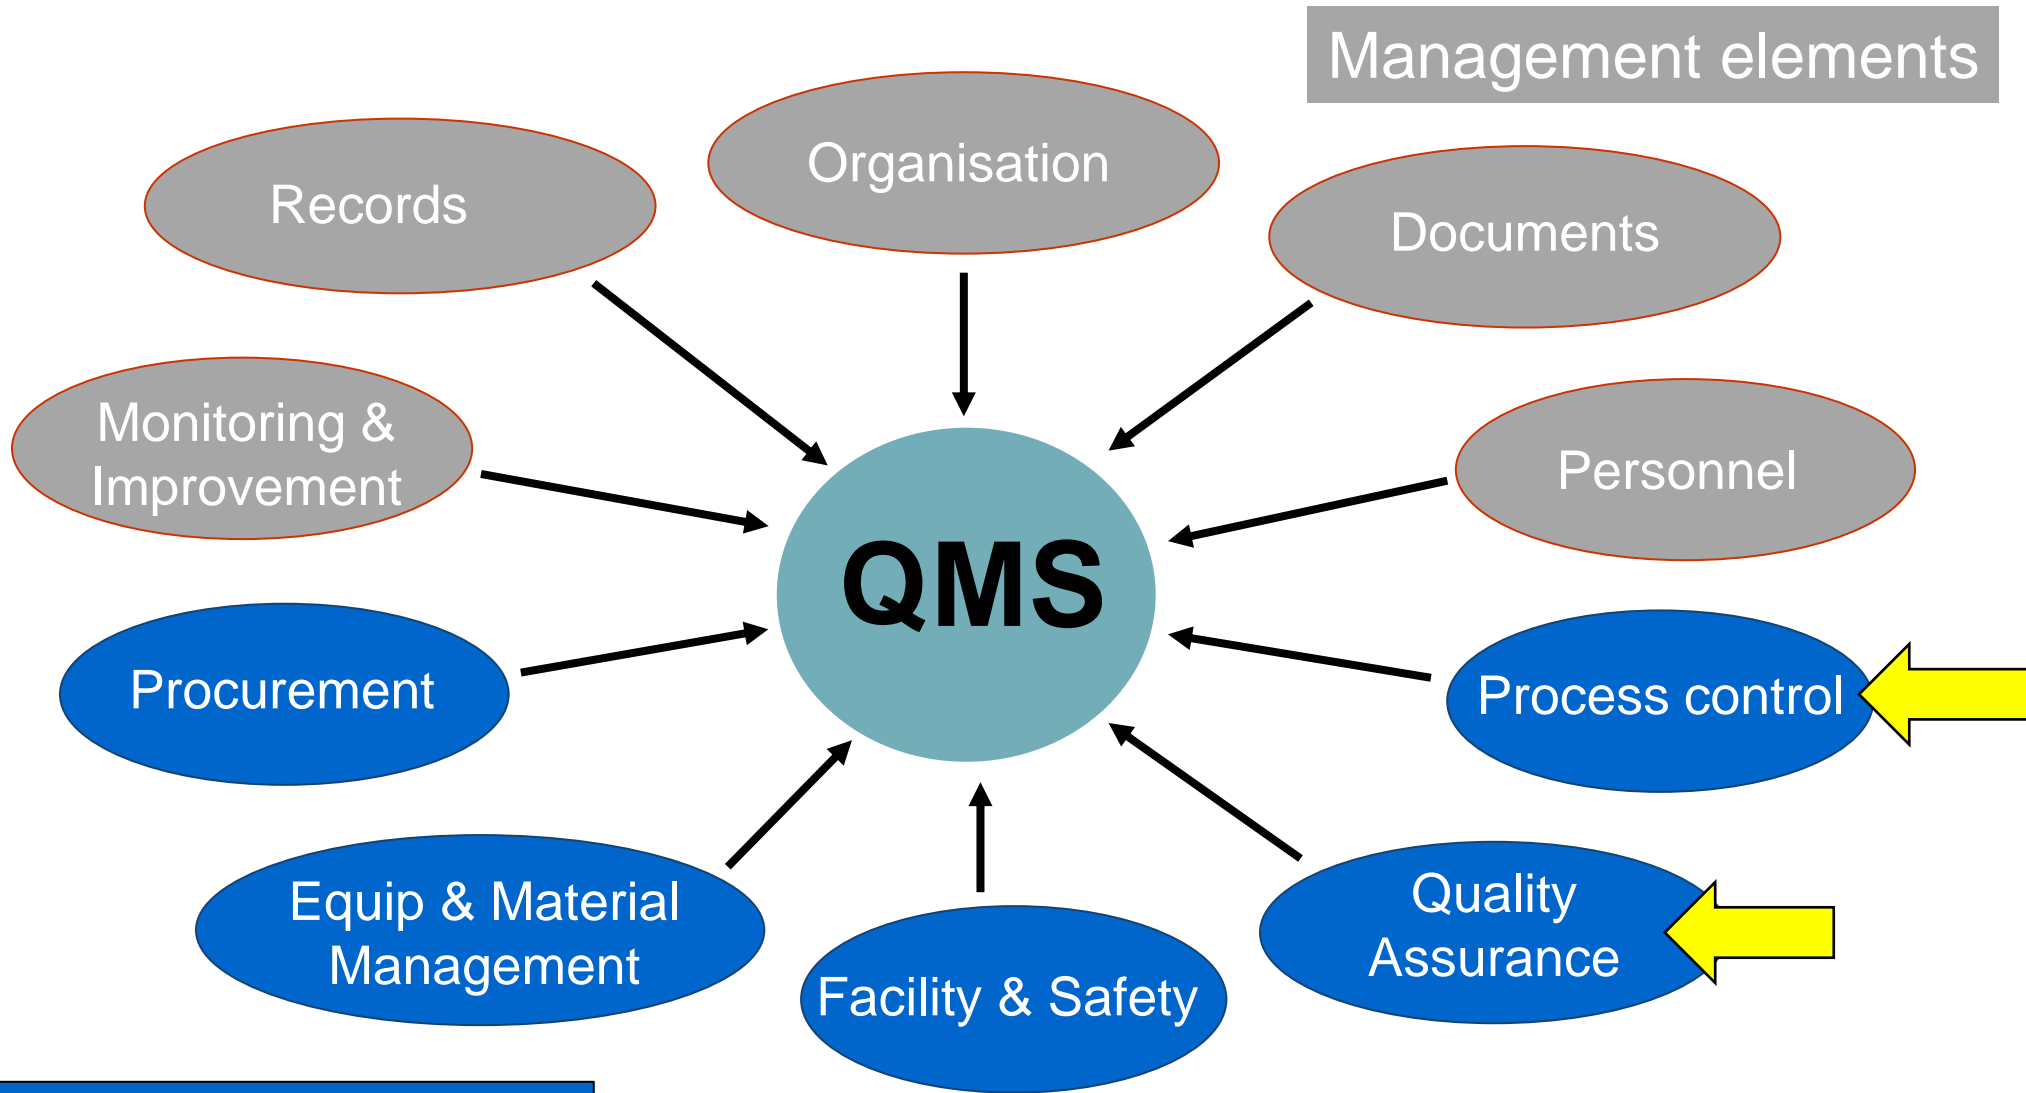 Management elements
Organisation
Records
Documents
Monitoring &
Improvement
Personnel
QMS
Procurement
Process control
Equip & Material
Management
Quality
Assurance
Facility & Safety